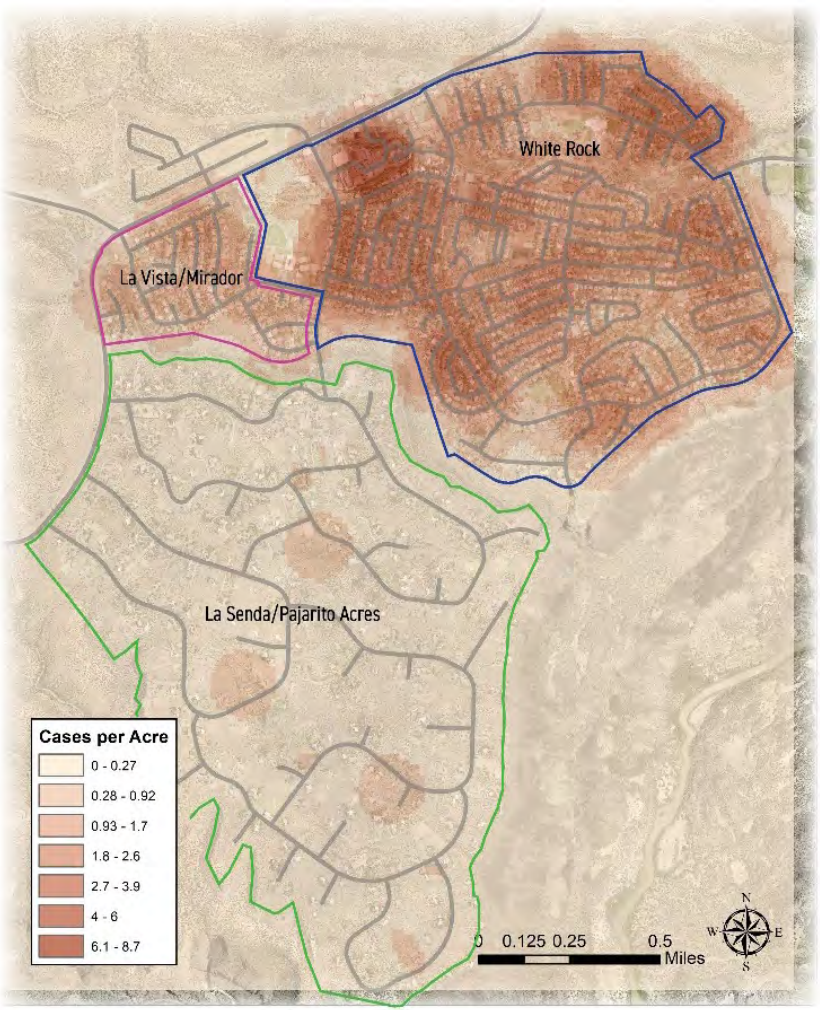 White Rock
La Vista/Mirador
La Senda/Pajarito Acres
Cases per Acre
0 - 0.27
0.28 - 0.92
0.93 - 1.7
1.8 - 2.6
2.7 - 3.9
4 - 6
6.1 - 8.7
N
W E
S
0 0.125 0.25 0.5
Miles